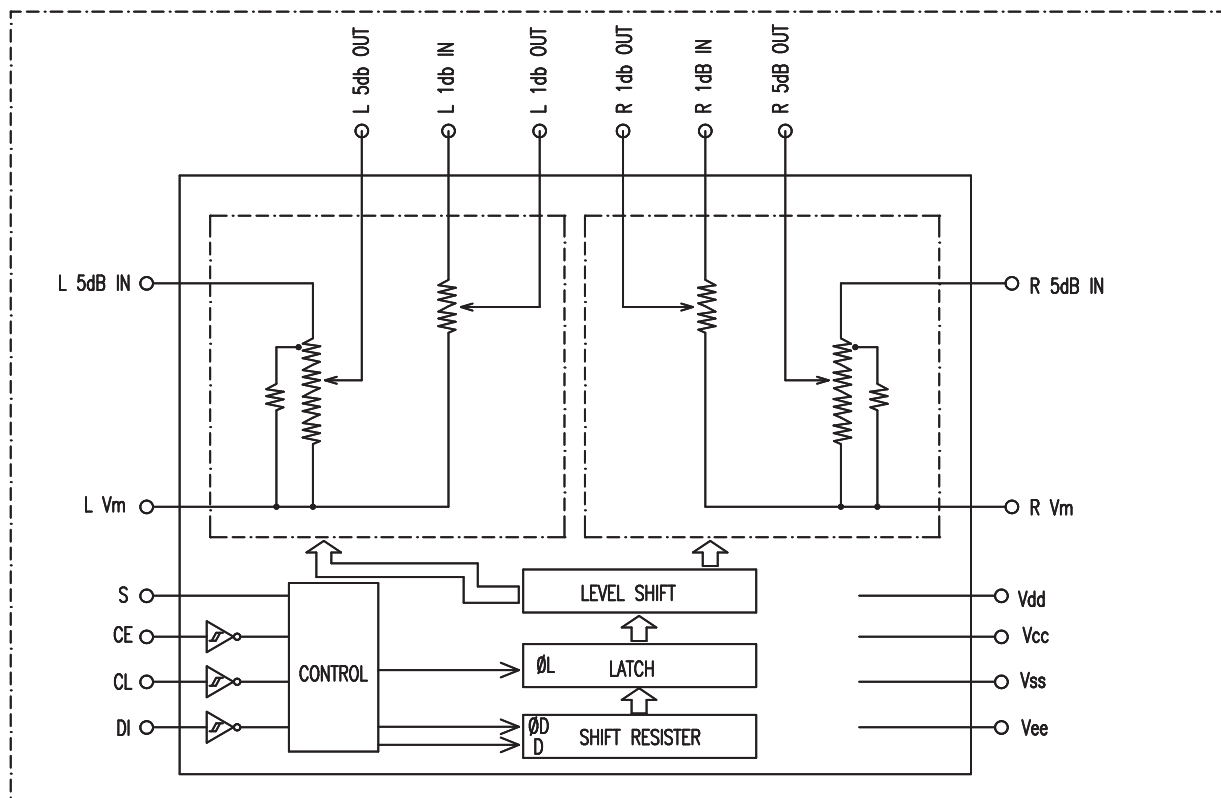 L 5db OUT
L 1db IN
L 1db OUT
R 1db OUT
R 1dB IN
R 5dB OUT
L 5dB IN
R 5dB IN
L Vm
R Vm
S
CE
CL
DI
CONTROL
LEVEL SHIFT
ØL
LATCH
ØD
D
SHIFT RESISTER
Vdd
Vcc
Vss
Vee